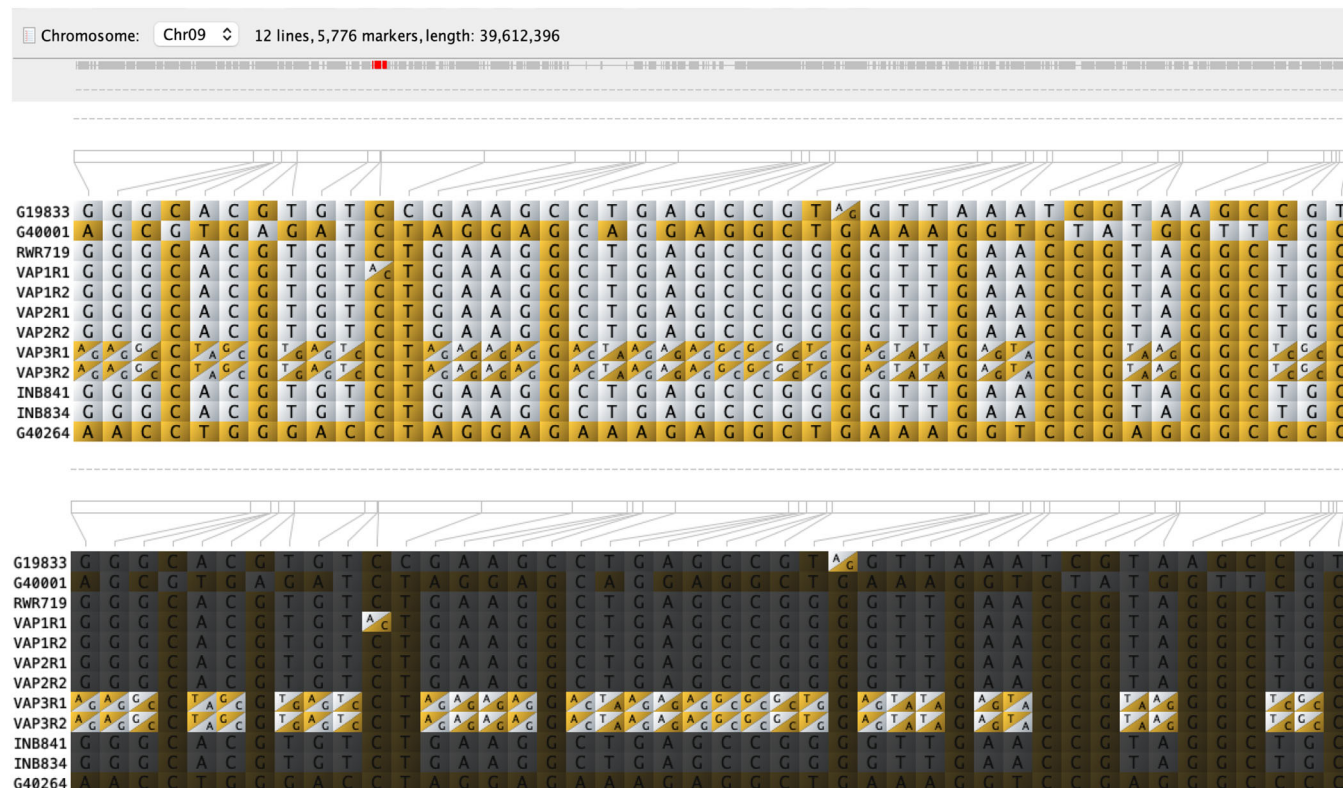 Chromosome: Chr09 12 lines, 5,776 markers, length: 39,612,396
G19833 G G G C A C G T G T C C G A A G C C T G A G C C G T A G G T T A A A T C G T A A G C C G T
G40001 A G C G T G A G A T C T A G G A G C A G G A G G C T G A A A G G T C T A T G G T T C G
RWR719 G G G C A C G T G T C T G A A G G C T G A G C C G G G G T T G A A C C G T A G G C T G
VAP1R1 G G G C A C G T G T A C T G A A G G C T G A G C C G G G G T T G A A C C G T A G G C T G
VAP1R2 G G G C A C G T G T C T G A A G G C T G A G C C G G G G T T G A A C C G T A G G C T G
VAP2R1 G G G C A C G T G T C T G A A G G C T G A G C C G G G G T T G A A C C G T A G G C T G
VAP2R2 G G G C A C G T G T C T G A A G G C T G A G C C G G G G T T G A A C C G T A G G C T G
VAP3R1 A G A G G C C T A G C G T G A G T C C T A G A G A G A G G A C T A A G A G A G G C G C G C T G G A G T A T A G A G T A C C G T A A G G G C T C G C
VAP3R2 A G A G G C C T A G C G T G A G T C C T A G A G A G A G G A C T A A G A G A G G C G C G C T G G A G T A T A G A G T A C C G T A A G G G C T C G C
INB841 G G G C A C G T G T C T G A A G G C T G A G C C G G G G T T G A A C C G T A G G C T G
INB834 G G G C A C G T G T C T G A A G G C T G A G C C G G G G T T G A A C C G T A G G C T G
G40264 A A C C T G G G A C C T A G G A G A A A G A G G C T G A A A G G T C C G A G G G C C C
G19833 G G G C A C G T G T C C G A A G C C T G A G C C G T A G G T T A A A T C G T A A G C C G T
G40001 A G C G T G A G A T C T A G G A G C A G G A G G C T G A A A G G T C T A T G G T T C G
RWR719 G G G C A C G T G T C T G A A G G C T G A G C C G G G G T T G A A C C G T A G G C T G
VAP1R1 G G G C A C G T G T A C T G A A G G C T G A G C C G G G G T T G A A C C G T A G G C T G
VAP1R2 G G G C A C G T G T C T G A A G G C T G A G C C G G G G T T G A A C C G T A G G C T G
VAP2R1 G G G C A C G T G T C T G A A G G C T G A G C C G G G G T T G A A C C G T A G G C T G
VAP2R2 G G G C A C G T G T C T G A A G G C T G A G C C G G G G T T G A A C C G T A G G C T G
VAP3R1 A G A G G C C T A G C G T G A G T C C T A G A G A G A G G A C T A A G A G A G G C G C G C T G G A G T A T A G A G T A C C G T A A G G G C T C G C
VAP3R2 A G A G G C C T A G C G T G A G T C C T A G A G A G A G G A C T A A G A G A G G C G C G C T G G A G T A T A G A G T A C C G T A A G G G C T C G C
INB841 G G G C A C G T G T C T G A A G G C T G A G C C G G G G T T G A A C C G T A G G C T G
INB834 G G G C A C G T G T C T G A A G G C T G A G C C G G G G T T G A A C C G T A G G C T G
G40264 A A C C T G G G A C C T A G G A G A A A G A G G C T G A A A G G T C C G A G G G C C C